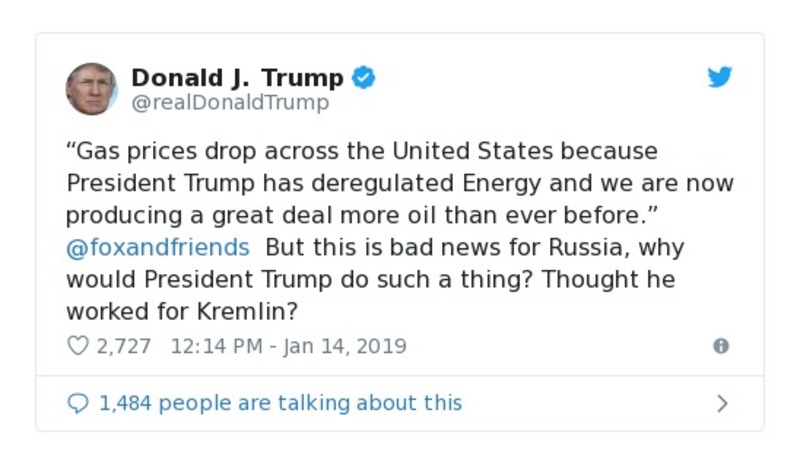 Donald J. Trump
@realDonaldTrump
“Gas prices drop across the United States because
President Trump has deregulated Energy and we are now
producing a great deal more oil than ever before.”
@foxandfriends  But this is bad news for Russia, why
would President Trump do such a thing? Thought he
worked for Kremlin?
2,727 12:14 PM - Jan 14, 2019
1,484 people are talking about this